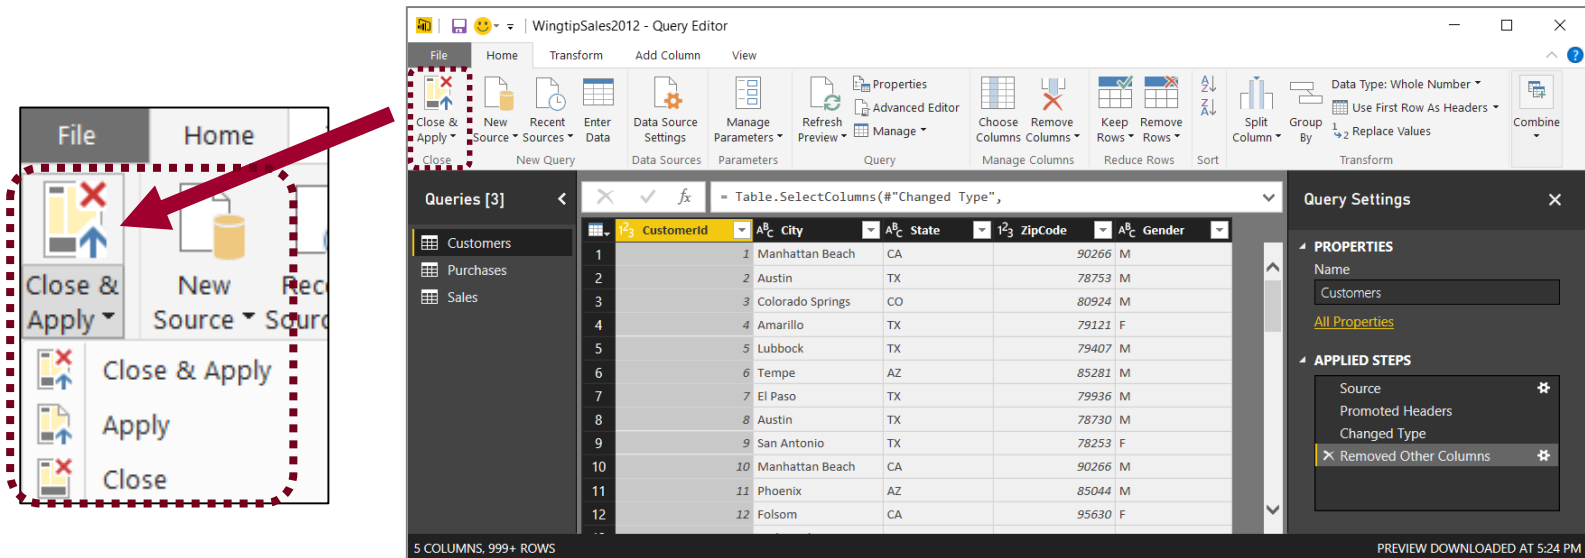 File Home
Close & Apply
New Source
Close & Apply
Apply
Close
WingtipSales2012 - Query Editor
File Home Transform Add Column View
Close & Apply
Close
New Source Recent Sources Enter Data
New Query
Data Source Settings
Data Sources
Manage Parameters
Parameters
Refresh Preview
Properties
Advanced Editor
Manage
Query
Choose Columns Remove Columns
Manage Columns
Keep Rows Remove Rows
Reduce Rows
Sort
Split Column Group By
Data Type: Whole Number
Use First Row As Headers
Replace Values
Transform
Combine
Queries [3]
Customers
Purchases
Sales
fx = Table.SelectColumns(#"Changed Type",
CustomerId City State ZipCode Gender
1 1 Manhattan Beach CA 90266 M
2 2 Austin TX 78753 M
3 3 Colorado Springs CO 80924 M
4 4 Amarillo TX 79121 F
5 5 Lubbock TX 79407 M
6 6 Tempe AZ 85281 M
7 7 El Paso TX 79936 M
8 8 Austin TX 78730 M
9 9 San Antonio TX 78253 F
10 10 Manhattan Beach CA 90266 M
11 11 Phoenix AZ 85044 M
12 12 Folsom CA 95630 F
Query Settings
PROPERTIES
Name
Customers
All Properties
APPLIED STEPS
Source
Promoted Headers
Changed Type
Removed Other Columns
5 COLUMNS, 999+ ROWS
PREVIEW DOWNLOADED AT 5:24 PM